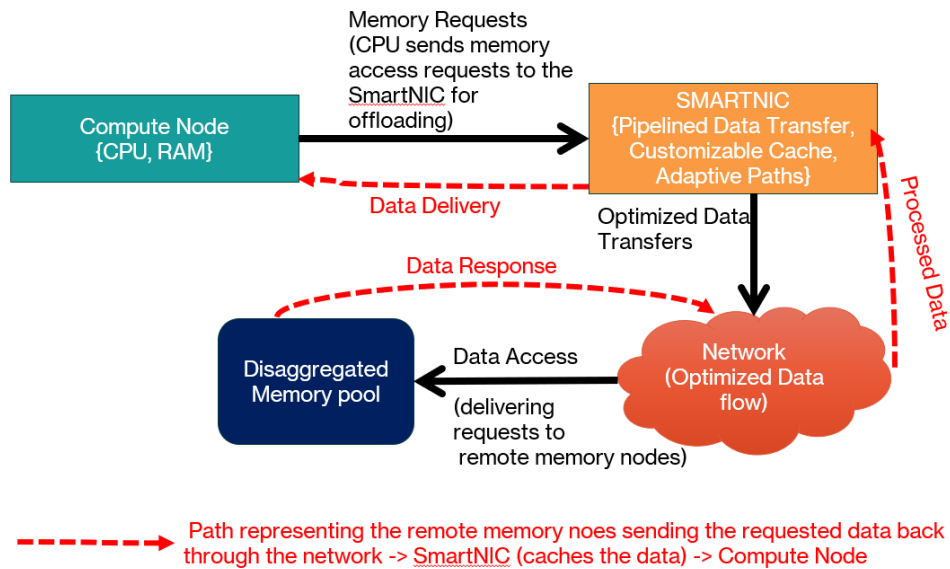 Memory Requests
(CPU sends memory
access requests to the
SmartNIC for
offloading)
Compute Node
{CPU, RAM}
SMARTNIC
{Pipelined Data Transfer,
Customizable Cache,
Adaptive Paths}
Data Delivery
Optimized Data
Transfers
Processed Data
Data Response
Disaggregated
Memory pool
Data Access
(delivering
requests to
remote memory nodes)
Network
(Optimized Data
flow)
Path representing the remote memory noes sending the requested data back
through the network -> SmartNIC (caches the data) -> Compute Node